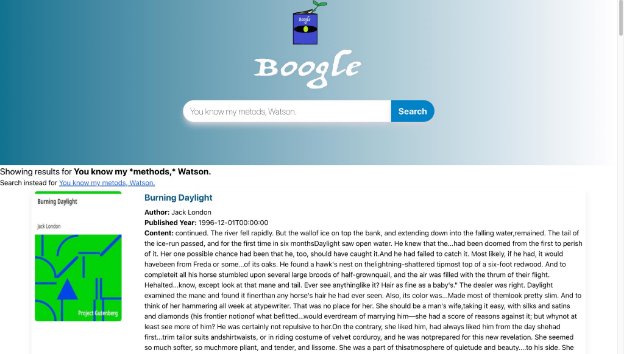 Boogle
Boogle
You know my metods, Watson.
Search
Showing results for You know my *methods,* Watson.
Search instead for You know my metods, Watson.
Burning Daylight
Jack London
Project Gutenberg
Burning Daylight
Author: Jack London
Published Year: 1996-12-01T00:00:00
Content: continued. The river fell rapidly. But the wallof ice on top the bank, and extending down into the falling water,remained. The tail of
the ice-run passed, and for the first time in six monthsDaylight saw open water. He knew that the...had been doomed from the first to perish
of Her one possible chance had been that he, too, should have caught it.And he had failed to catch it. Most likely, if he had, it would
havebeen from Freda or some...of its oaks. He found a hawk's nest on thelightning-shattered tipmost top of a six-foot redwood. And to
completeit all his horse stumbled upon several large broods of half-grownquail, and the air was filled with the thrum of their flight.
Hehalted...know, except look at that mane and tail. Ever see anythinglike it? Hair as fine as a baby's." The dealer was right. Daylight
examined the mane and found it finerthan any horse's hair he had ever seen. Also, its color was...Made most of themlook pretty slim. And to
think of her hammering all week at atypewriter. That was no place for her. She should be a man's wife,taking it easy, with silks and satins
and diamonds (his frontier notionof what befitted...would everdream of marrying him—she had a score of reasons against it; but whynot at
least see more of him? He was certainly not repulsive to her.On the contrary, she liked him, had always liked him from the day shehad
first...trim tailor suits andshirtwaists, or in riding costume of velvet corduroy, and he was notprepared for this new revelation. She seemed
so much softer, so muchmore pliant, and tender, and lissome. She was a part of thisatmosphere of quietude and beauty....to his side. She